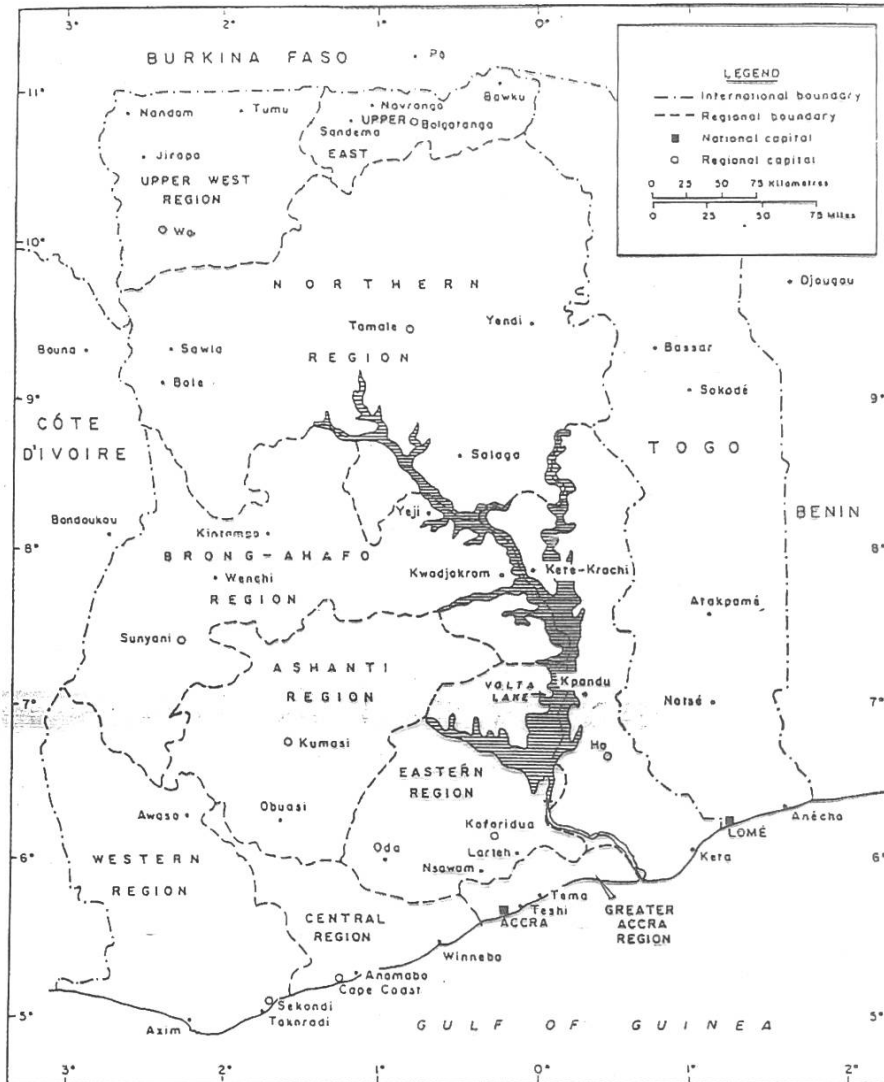 3°
2°
1°
0°
1°
2°
BURKINA FASO
Pô
11°
Bawku
Nandom
Tumu
Navrongo
UPPER
Sandema
Bolgatanga
EAST
Jirapa
UPPER WEST
REGION
Wa
LEGEND
International boundary
Regional boundary
National capital
Regional capital
0 25 50 75 Kilometres
0 25 50 75 Miles
10°
NORTHERN
Djougou
Tamale
Yendi
Bouna
Sawla
REGION
Bassar
Bole
Sokodé
9°
9°
CÔTE
D'IVOIRE
TOGO
Salaga
Bondoukou
Yeji
BENIN
Kintampo
8°
8°
BRONG-AHAFO
Kwadjokrom
Kete-Krachi
Wenchi
REGION
Atakpamé
Sunyani
ASHANTI
REGION
VOLTA
LAKE
Kpandu
7°
7°
Notsé
Kumasi
Ho
EASTERN
REGION
Awaso
Obuasi
Koforidua
LOMÉ
Anécho
Oda
Larteh
6°
6°
WESTERN
REGION
Nsawam
Keta
Tema
Teshi
ACCRA
GREATER
ACCRA
REGION
CENTRAL
REGION
Winneba
Anamabo
Cape Coast
Sekondi
Takoradi
5°
5°
Axim
GULF OF GUINEA
3°
2°
1°
0°
1°
2°